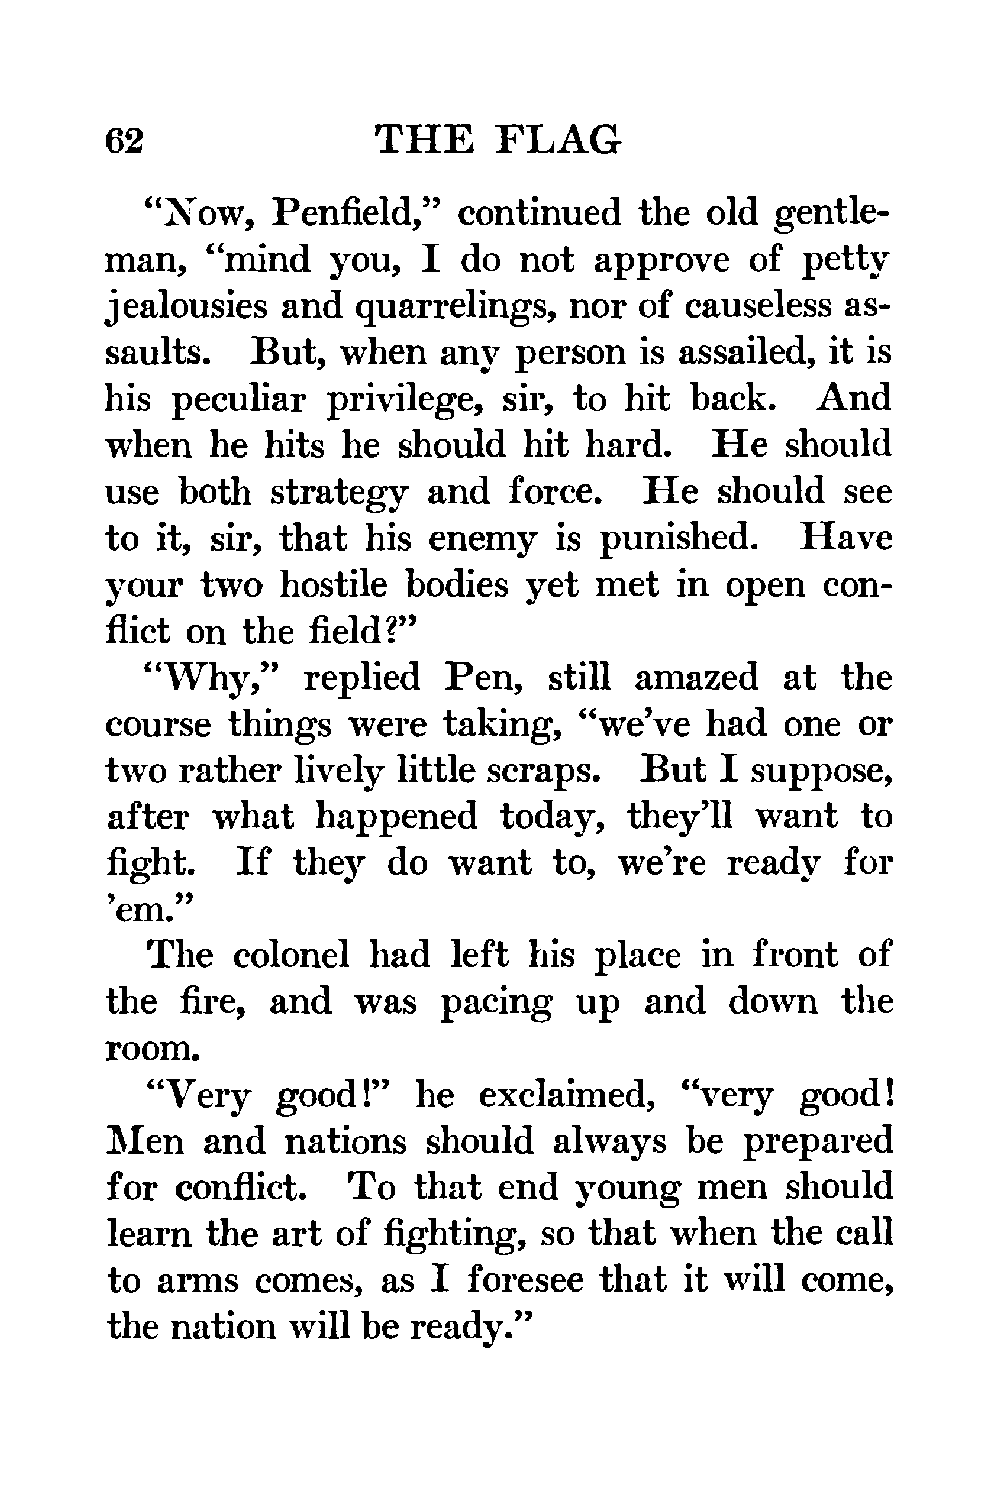 62 THE FLAG
“Now, Penfield,” continued the old gentle-
man, “mind you, I do not approve of petty
jealousies and quarrelings, nor of causeless as-
saults. But, when any person is assailed, it is
his peculiar privilege, sir, to hit back. And
when he hits he should hit hard. He should
use both strategy and force. He should see
to it, sir, that his enemy is punished. Have
your two hostile bodies yet met in open con-
flict on the field?”
“Why,” replied Pen, still amazed at the
course things were taking, “we’ve had one or
two rather lively little scraps. But I suppose,
after what happened today, they’ll want to
fight. If they do want to, we’re ready for
’em.”
The colonel had left his place in front of
the fire, and was pacing up and down the
room.
“Very good!” he exclaimed, “very good!
Men and nations should always be prepared
for conflict. To that end young men should
learn the art of fighting, so that when the call
to arms comes, as I foresee that it will come,
the nation will be ready.”